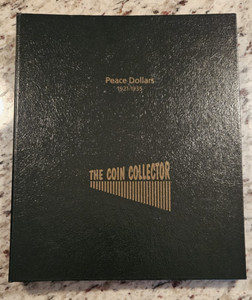 Peace Dollars
1921-1935
THE COIN COLLECTOR